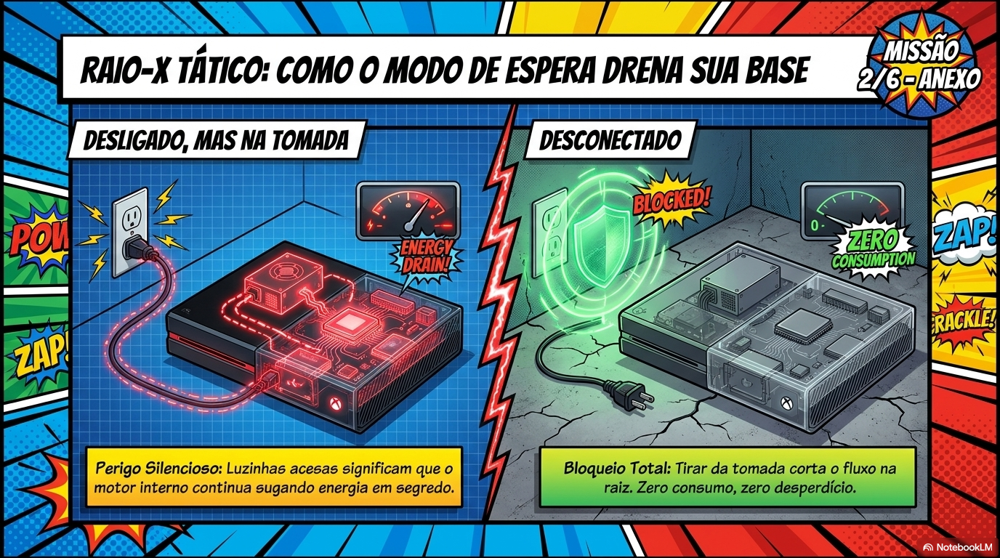 RAIO-X TÁTICO: COMO O MODO DE ESPERA DRENA SUA BASE
MISSÃO
2/6 - ANEXO
DESLIGADO, MAS NA TOMADA
DESCONECTADO
ENERGY
DRAIN!
BLOCKED!
0
ZERO
CONSUMPTION
POW
ZAP!
ZAP!
CRACKLE!
Perigo Silencioso: Luzinhas acesas significam que o
motor interno continua sugando energia em segredo.
Bloqueio Total: Tirar da tomada corta o fluxo na
raiz. Zero consumo, zero desperdício.
NotebookLM